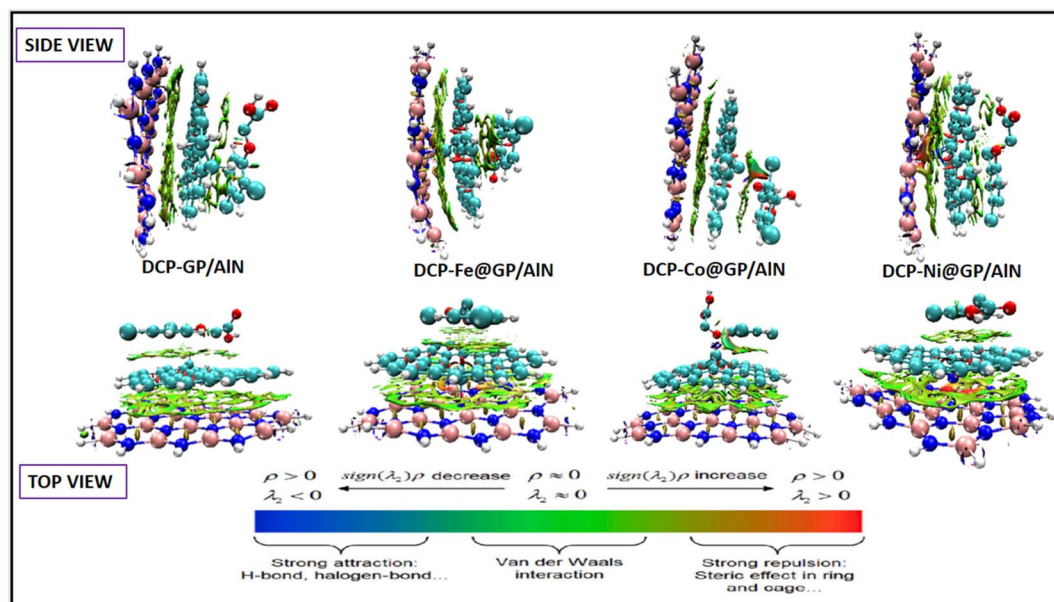 SIDE VIEW
DCP-GP/AlN
DCP-Fe@GP/AlN
DCP-Co@GP/AlN
DCP-Ni@GP/AlN
TOP VIEW
ρ > 0
sign(λ₂)ρ decrease
ρ ≈ 0
sign(λ₂)ρ increase
ρ > 0
λ₂ < 0
λ₂ ≈ 0
λ₂ > 0
Strong attraction:
H-bond, halogen-bond...
Van der Waals
interaction
Strong repulsion:
Steric effect in ring
and cage...